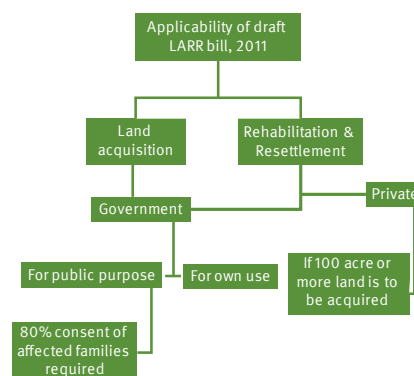 Applicability of draft
LARR bill, 2011
Land
acquisition
Rehabilitation &
Resettlement
Private
Government
For public purpose
For own use
If 100 acre or
more land is to
be acquired
80% consent of
affected families
required